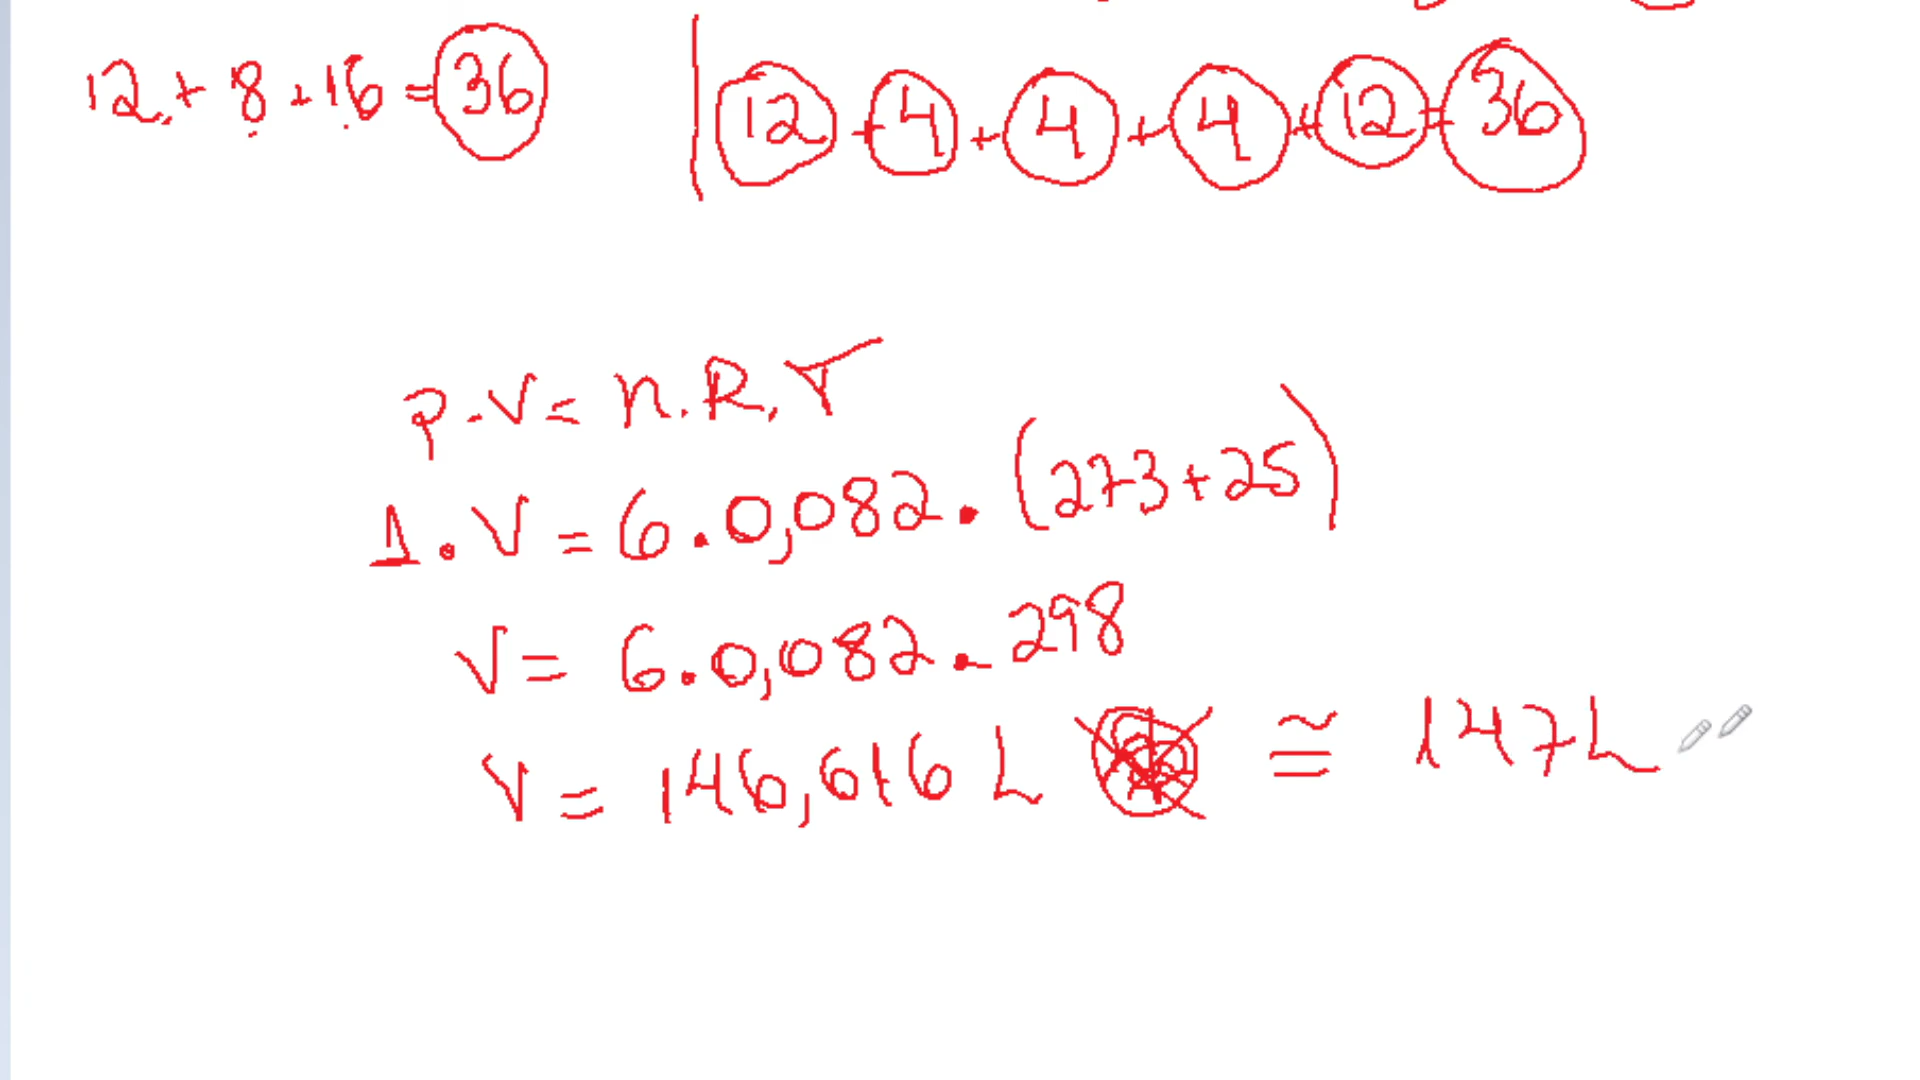 12 + 8 + 16 = 36
12 + 4 + 4 + 4 + 12 = 36
P . V = n . R . T
1 . V = 6 . 0,082 . (273 + 25)
V = 6 . 0,082 . 298
V = 146,616 L ≅ 147 L